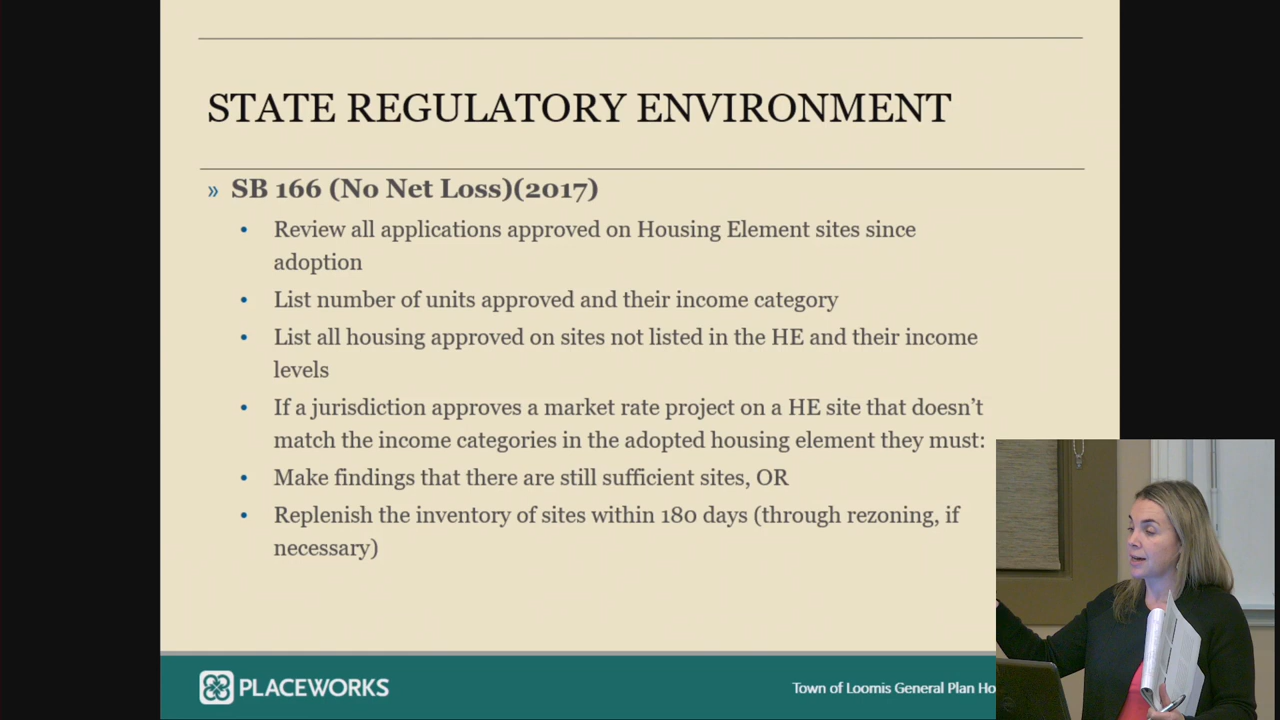 STATE REGULATORY ENVIRONMENT
» SB 166 (No Net Loss)(2017)
• Review all applications approved on Housing Element sites since
adoption
• List number of units approved and their income category
• List all housing approved on sites not listed in the HE and their income
levels
• If a jurisdiction approves a market rate project on a HE site that doesn't
match the income categories in the adopted housing element they must:
• Make findings that there are still sufficient sites, OR
• Replenish the inventory of sites within 180 days (through rezoning, if
necessary)
PLACEWORKS
Town of Loomis General Plan Ho